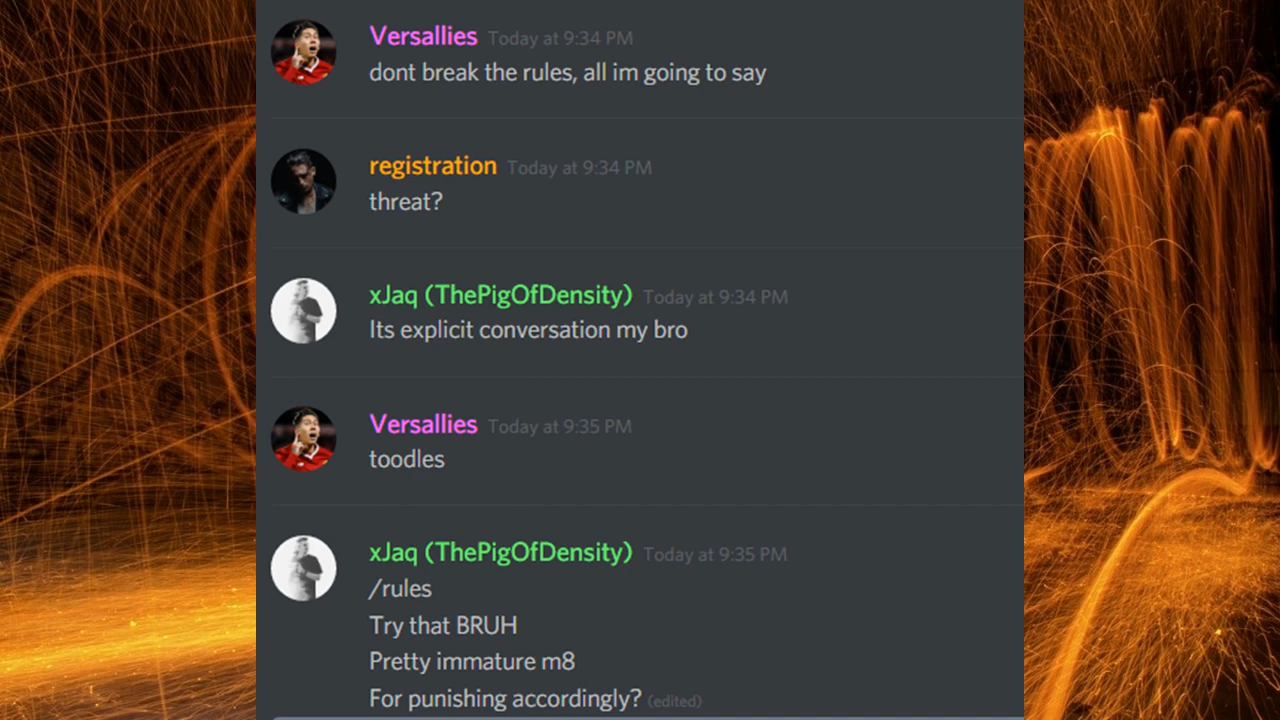 Versallies Today at 9:34 PM
dont break the rules, all im going to say
registration Today at 9:34 PM
threat?
xJaq (ThePigOfDensity) Today at 9:34 PM
Its explicit conversation my bro
Versallies Today at 9:35 PM
toodles
xJaq (ThePigOfDensity) Today at 9:35 PM
/rules
Try that BRUH
Pretty immature m8
For punishing accordingly? (edited)